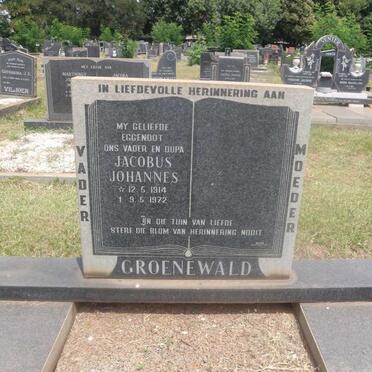 IN LIEFDEVOLLE HERINNERING AAN
VADER
MY GELIEFDE
EGGENOOT
ONS VADER EN OUPA
JACOBUS
JOHANNES
☆ 12.5.1914
† 9.5.1972
MOEDER
IN DIE TUIN VAN LIEFDE
STERF DIE BLOM VAN HERINNERING NOOIT
GROENEWALD
VILJOEN